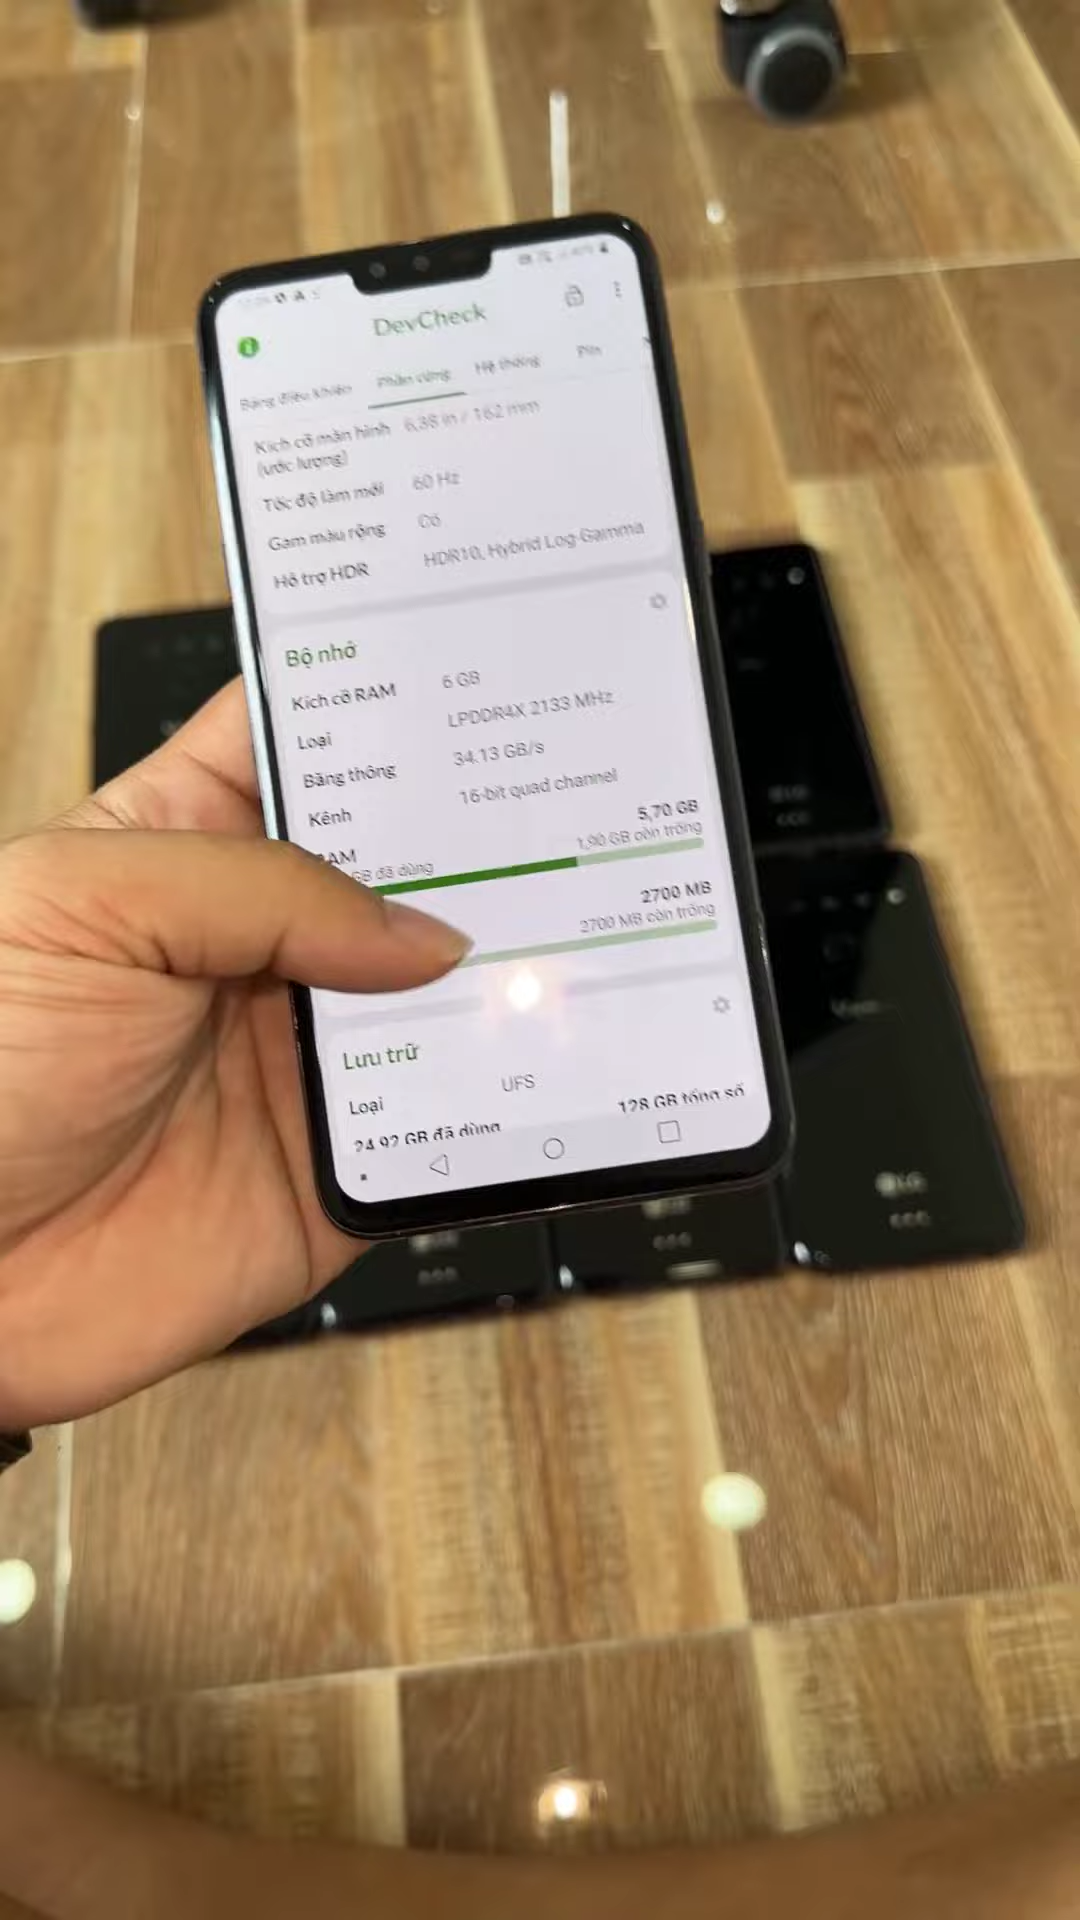 DevCheck
Bảng điều khiển Phần cứng Hệ thống Pin
Kích cỡ màn hình 6,38 in / 162 mm
(ước lượng)
Tốc độ làm mới 60 Hz
Gam màu rộng Có
Hỗ trợ HDR HDR10, Hybrid Log-Gamma
Bộ nhớ
Kích cỡ RAM 6 GB
Loại LPDDR4X 2133 MHz
Băng thông 34.13 GB/s
Kênh 16-bit quad channel
5,70 GB
GB đã dùng 1,90 GB còn trống
2700 MB
2700 MB còn trống
Lưu trữ
Loại UFS
24,92 GB đã dùng 128 GB tổng số
LG